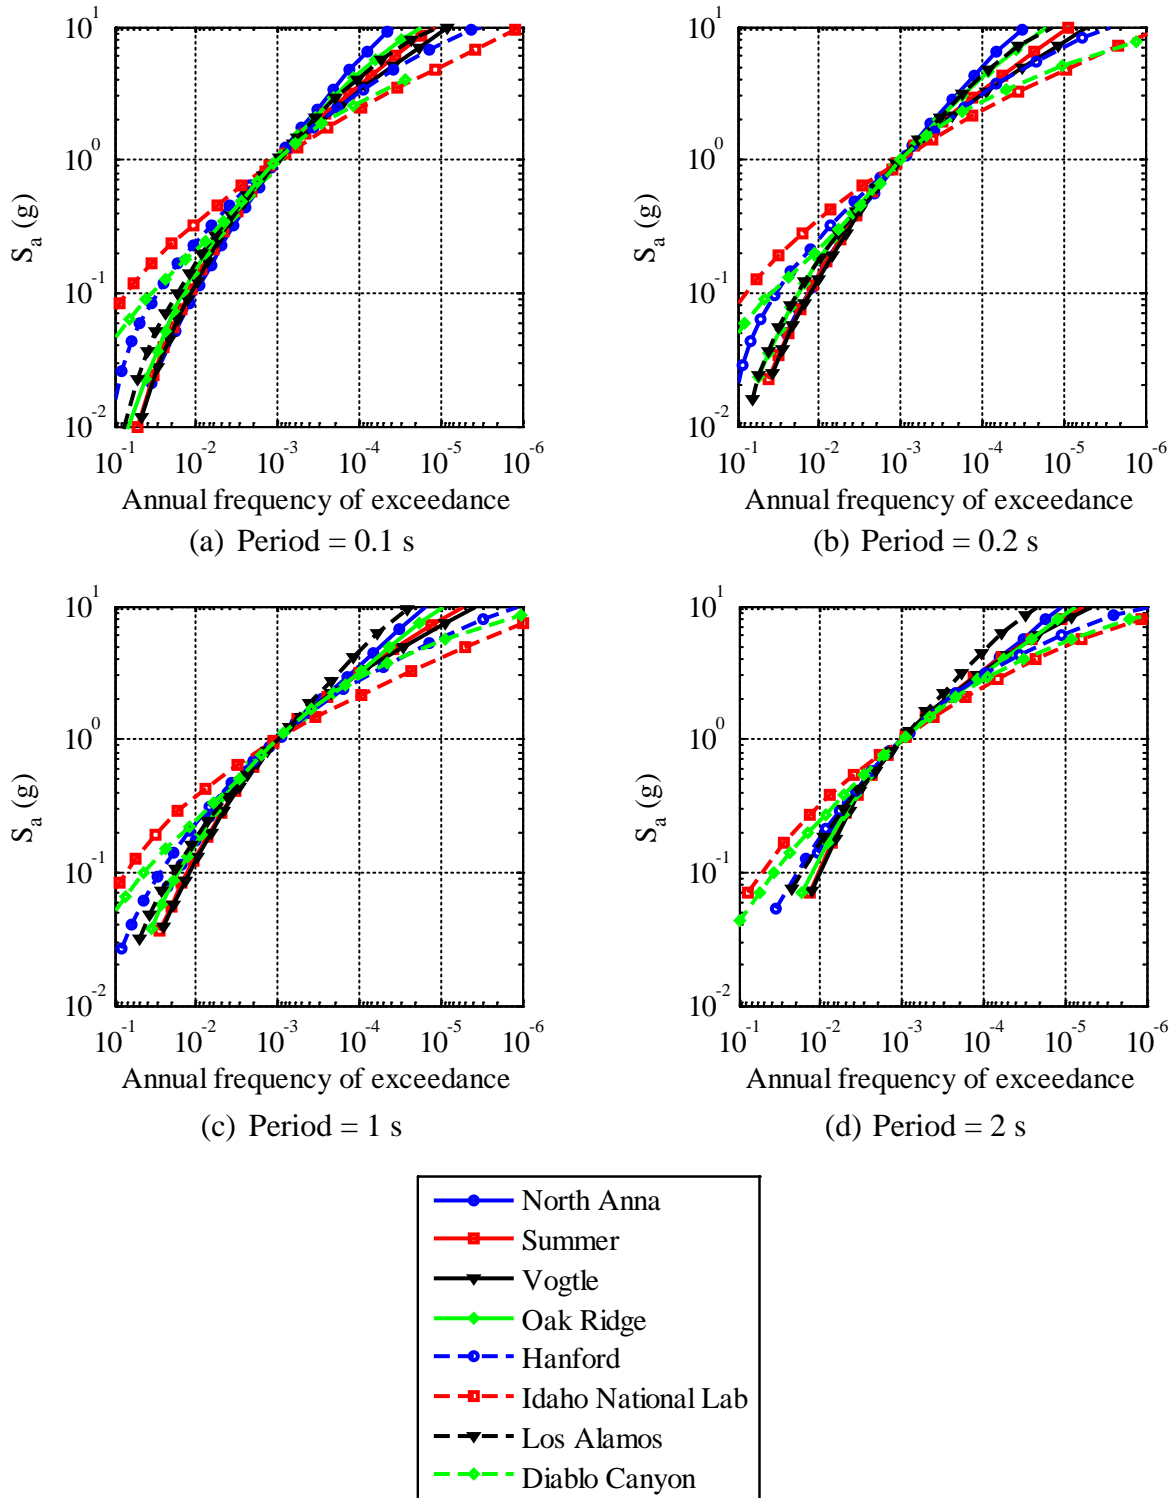 10^1 10^1
10^0 10^0
S_a (g) S_a (g)
10^-1 10^-1
10^-2 10^-2
10^-1 10^-2 10^-3 10^-4 10^-5 10^-6 10^-1 10^-2 10^-3 10^-4 10^-5 10^-6
Annual frequency of exceedance Annual frequency of exceedance
(a) Period = 0.1 s (b) Period = 0.2 s
10^1 10^1
10^0 10^0
S_a (g) S_a (g)
10^-1 10^-1
10^-2 10^-2
10^-1 10^-2 10^-3 10^-4 10^-5 10^-6 10^-1 10^-2 10^-3 10^-4 10^-5 10^-6
Annual frequency of exceedance Annual frequency of exceedance
(c) Period = 1 s (d) Period = 2 s
North Anna
Summer
Vogtle
Oak Ridge
Hanford
Idaho National Lab
Los Alamos
Diablo Canyon